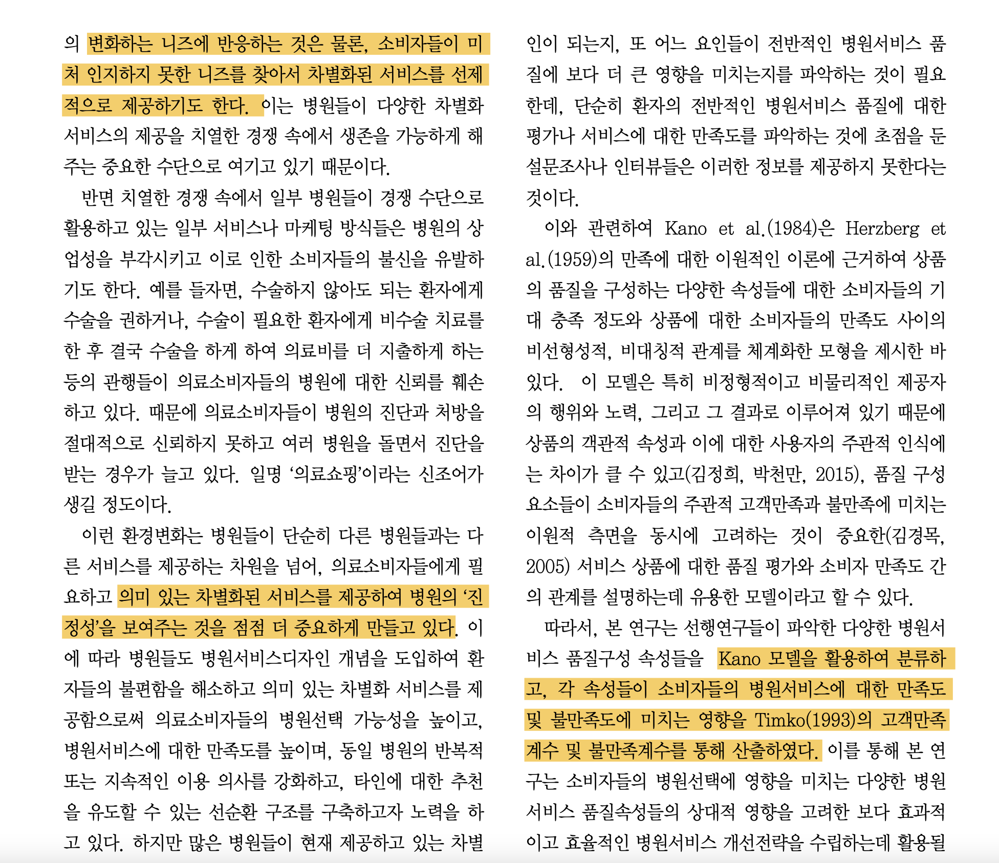 의 변화하는 니즈에 반응하는 것은 물론, 소비자들이 미
처 인지하지 못한 니즈를 찾아서 차별화된 서비스를 선제
적으로 제공하기도 한다. 이는 병원들이 다양한 차별화
서비스의 제공을 치열한 경쟁 속에서 생존을 가능하게 해
주는 중요한 수단으로 여기고 있기 때문이다.
반면 치열한 경쟁 속에서 일부 병원들이 경쟁 수단으로
활용하고 있는 일부 서비스나 마케팅 방식들은 병원의 상
업성을 부각시키고 이로 인한 소비자들의 불신을 유발하
기도 한다. 예를 들자면, 수술하지 않아도 되는 환자에게
수술을 권하거나, 수술이 필요한 환자에게 비수술 치료를
한 후 결국 수술을 하게 하여 의료비를 더 지출하게 하는
등의 관행들이 의료소비자들의 병원에 대한 신뢰를 훼손
하고 있다. 때문에 의료소비자들이 병원의 진단과 처방을
절대적으로 신뢰하지 못하고 여러 병원을 돌면서 진단을
받는 경우가 늘고 있다. 일명 ‘의료쇼핑’이라는 신조어가
생길 정도이다.
이런 환경변화는 병원들이 단순히 다른 병원들과는 다
른 서비스를 제공하는 차원을 넘어, 의료소비자들에게 필
요하고 의미 있는 차별화된 서비스를 제공하여 병원의 ‘진
정성’을 보여주는 것을 점점 더 중요하게 만들고 있다. 이
에 따라 병원들도 병원서비스디자인 개념을 도입하여 환
자들의 불편함을 해소하고 의미 있는 차별화 서비스를 제
공함으로써 의료소비자들의 병원선택 가능성을 높이고,
병원서비스에 대한 만족도를 높이며, 동일 병원의 반복적
또는 지속적인 이용 의사를 강화하고, 타인에 대한 추천
을 유도할 수 있는 선순환 구조를 구축하고자 노력을 하
고 있다. 하지만 많은 병원들이 현재 제공하고 있는 차별
인이 되는지, 또 어느 요인들이 전반적인 병원서비스 품
질에 보다 더 큰 영향을 미치는지를 파악하는 것이 필요
한데, 단순히 환자의 전반적인 병원서비스 품질에 대한
평가나 서비스에 대한 만족도를 파악하는 것에 초점을 둔
설문조사나 인터뷰들은 이러한 정보를 제공하지 못한다는
것이다.
이와 관련하여 Kano et al.(1984)은 Herzberg et
al.(1959)의 만족에 대한 이원적인 이론에 근거하여 상품
의 품질을 구성하는 다양한 속성들에 대한 소비자들의 기
대 충족 정도와 상품에 대한 소비자들의 만족도 사이의
비선형성적, 비대칭적 관계를 체계화한 모형을 제시한 바
있다. 이 모델은 특히 비정형적이고 비물리적인 제공자
의 행위와 노력, 그리고 그 결과로 이루어져 있기 때문에
상품의 객관적 속성과 이에 대한 사용자의 주관적 인식에
는 차이가 클 수 있고(김정희, 박천만, 2015), 품질 구성
요소들이 소비자들의 주관적 고객만족과 불만족에 미치는
이원적 측면을 동시에 고려하는 것이 중요한(김경목,
2005) 서비스 상품에 대한 품질 평가와 소비자 만족도 간
의 관계를 설명하는데 유용한 모델이라고 할 수 있다.
따라서, 본 연구는 선행연구들이 파악한 다양한 병원서
비스 품질구성 속성들을 Kano 모델을 활용하여 분류하
고, 각 속성들이 소비자들의 병원서비스에 대한 만족도
및 불만족도에 미치는 영향을 Timko(1993)의 고객만족
계수 및 불만족계수를 통해 산출하였다. 이를 통해 본 연
구는 소비자들의 병원선택에 영향을 미치는 다양한 병원
서비스 품질속성들의 상대적 영향을 고려한 보다 효과적
이고 효율적인 병원서비스 개선전략을 수립하는데 활용될